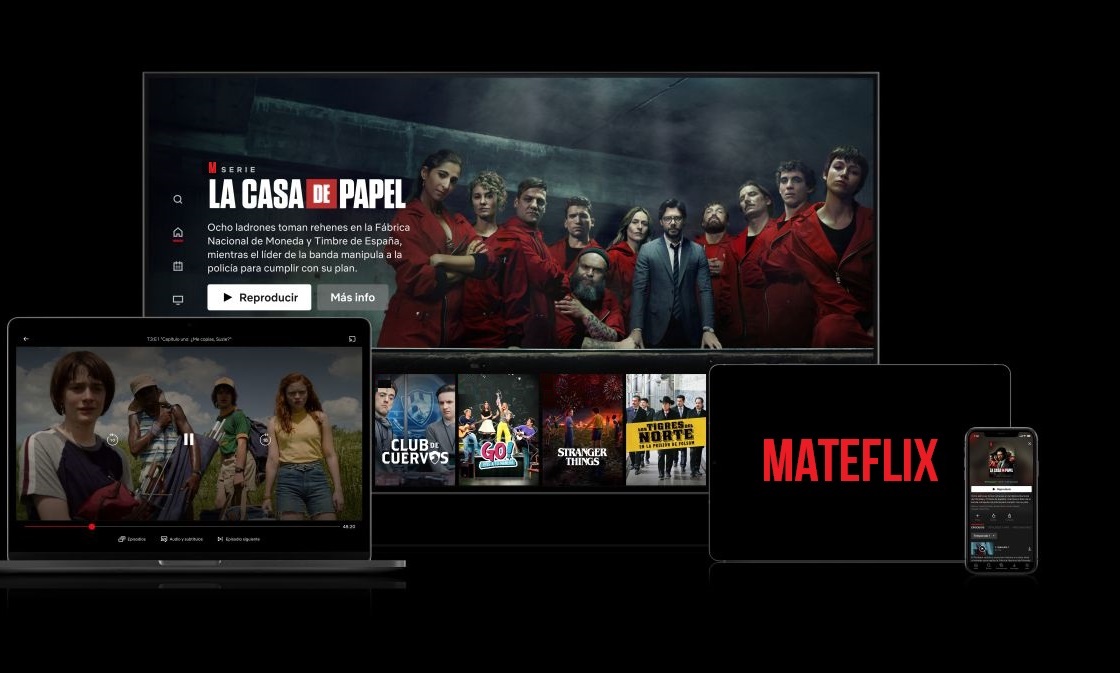 M SERIE
LA CASA DE PAPEL
Ocho ladrones toman rehenes en la Fábrica
Nacional de Moneda y Timbre de España,
mientras el líder de la banda manipula a la
policía para cumplir con su plan.
Reproducir
Más info
T3:E1 "Capítulo uno: ¿Me copias, Suzie?"
10
10
48:20
Episodios
Audio y subtítulos
Episodio siguiente
CLUB DE
CUERVOS
GO!
STRANGER
THINGS
LOS TIGRES
DEL
NORTE
EN LA PRISIÓN DE FOLSOM
MATEFLIX
LA CASA DE PAPEL
Reproducir